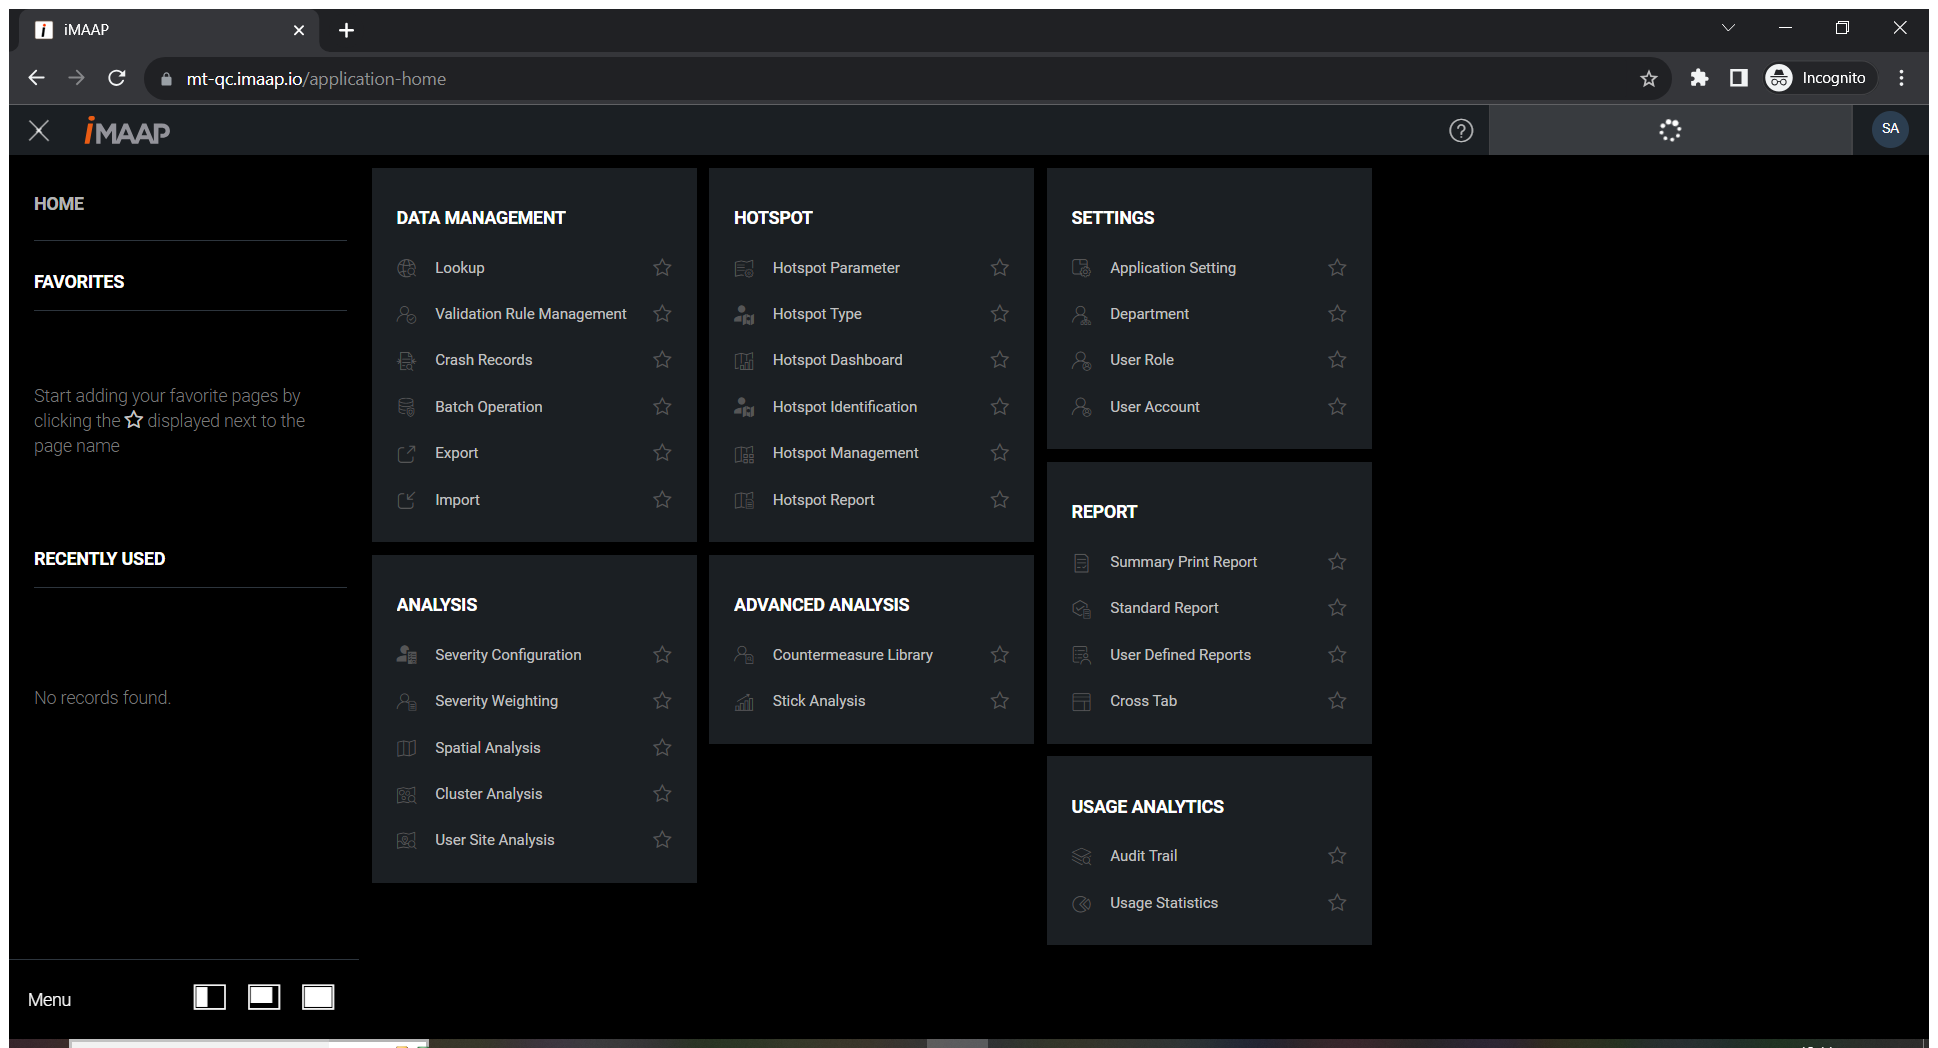 iMAAP
mt-qc.imaap.io/application-home
Incognito
iMAAP
?
SA
HOME
FAVORITES
Start adding your favorite pages by
clicking the displayed next to the
page name
RECENTLY USED
No records found.
Menu
DATA MANAGEMENT
Lookup
Validation Rule Management
Crash Records
Batch Operation
Export
Import
ANALYSIS
Severity Configuration
Severity Weighting
Spatial Analysis
Cluster Analysis
User Site Analysis
HOTSPOT
Hotspot Parameter
Hotspot Type
Hotspot Dashboard
Hotspot Identification
Hotspot Management
Hotspot Report
ADVANCED ANALYSIS
Countermeasure Library
Stick Analysis
SETTINGS
Application Setting
Department
User Role
User Account
REPORT
Summary Print Report
Standard Report
User Defined Reports
Cross Tab
USAGE ANALYTICS
Audit Trail
Usage Statistics